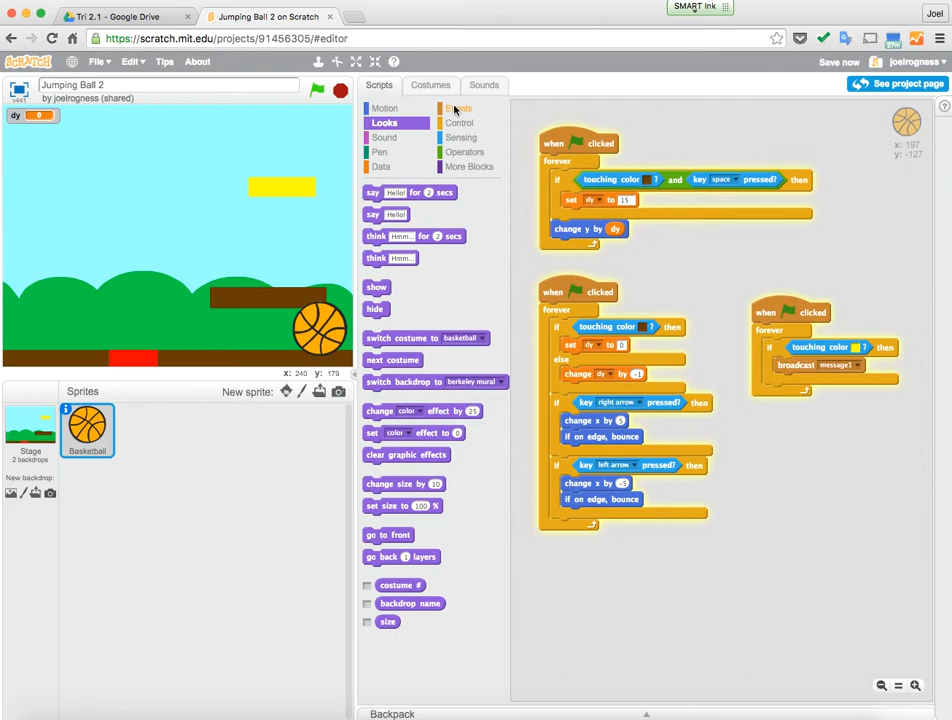 SMART Ink
Tri 2.1 - Google Drive
Jumping Ball 2 on Scratch
Joel
https://scratch.mit.edu/projects/91456305/#editor
SCRATCH
File
Edit
Tips
About
Save now
joelrogness
v441
Jumping Ball 2
by joelrogness (shared)
Scripts
Costumes
Sounds
See project page
dy 0
Motion
Events
Looks
Control
Sound
Sensing
Pen
Operators
Data
More Blocks
x: 197
y: -127
say Hello! for 2 secs
say Hello!
think Hmm... for 2 secs
think Hmm...
show
hide
switch costume to basketball
next costume
switch backdrop to berkeley mural
change color effect by 25
set color effect to 0
clear graphic effects
change size by 10
set size to 100 %
go to front
go back 1 layers
costume #
backdrop name
size
when clicked
forever
if touching color ? and key space pressed? then
set dy to 15
change y by dy
when clicked
forever
if touching color ? then
set dy to 0
else
change dy by -1
if key right arrow pressed? then
change x by 5
if on edge, bounce
if key left arrow pressed? then
change x by -5
if on edge, bounce
when clicked
forever
if touching color ? then
broadcast message1
x: 240 y: 179
Sprites
New sprite:
Stage
2 backdrops
New backdrop:
Basketball
Backpack